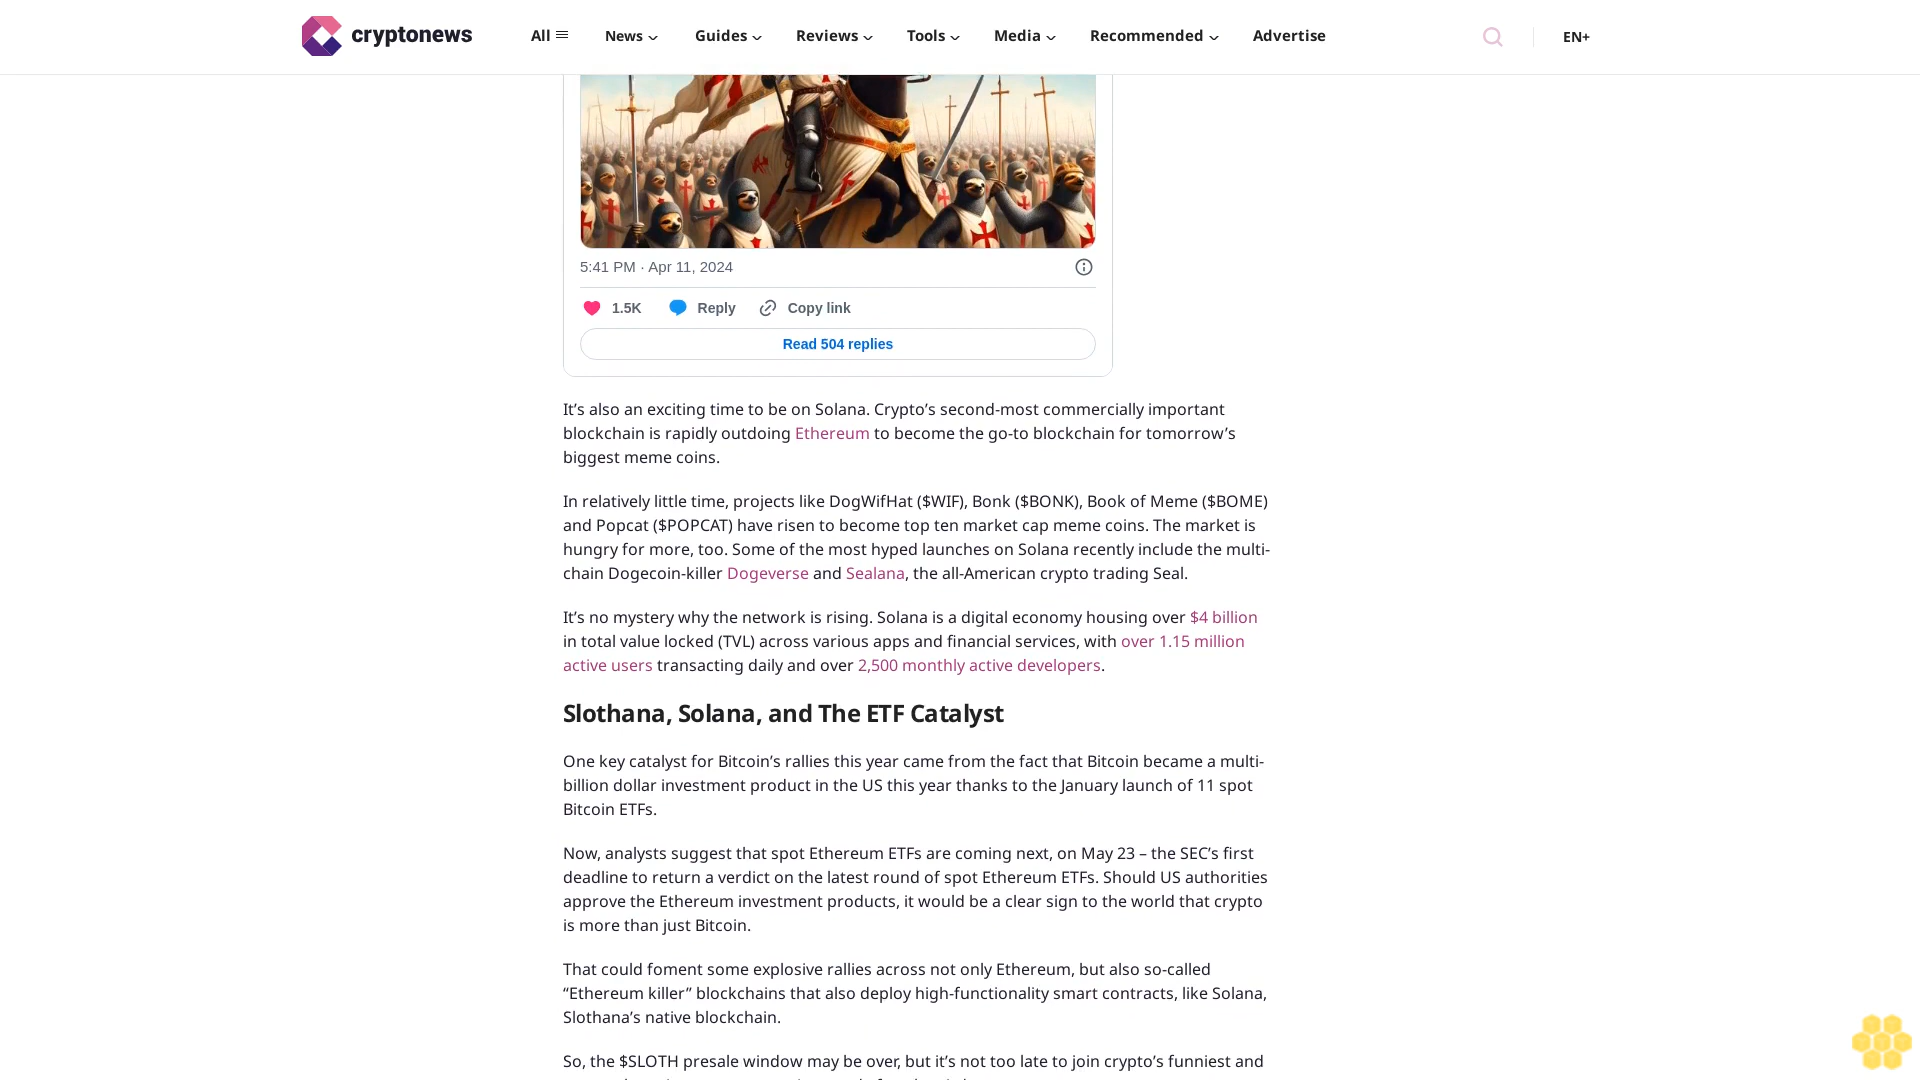 cryptonews
All
News
Guides
Reviews
Tools
Media
Recommended
Advertise
EN+
5:41 PM · Apr 11, 2024
1.5K
Reply
Copy link
Read 504 replies
It’s also an exciting time to be on Solana. Crypto’s second-most commercially important
blockchain is rapidly outdoing Ethereum to become the go-to blockchain for tomorrow’s
biggest meme coins.
In relatively little time, projects like DogWifHat ($WIF), Bonk ($BONK), Book of Meme ($BOME)
and Popcat ($POPCAT) have risen to become top ten market cap meme coins. The market is
hungry for more, too. Some of the most hyped launches on Solana recently include the multi-
chain Dogecoin-killer Dogeverse and Sealana, the all-American crypto trading Seal.
It’s no mystery why the network is rising. Solana is a digital economy housing over $4 billion
in total value locked (TVL) across various apps and financial services, with over 1.15 million
active users transacting daily and over 2,500 monthly active developers.
Slothana, Solana, and The ETF Catalyst
One key catalyst for Bitcoin’s rallies this year came from the fact that Bitcoin became a multi-
billion dollar investment product in the US this year thanks to the January launch of 11 spot
Bitcoin ETFs.
Now, analysts suggest that spot Ethereum ETFs are coming next, on May 23 – the SEC’s first
deadline to return a verdict on the latest round of spot Ethereum ETFs. Should US authorities
approve the Ethereum investment products, it would be a clear sign to the world that crypto
is more than just Bitcoin.
That could foment some explosive rallies across not only Ethereum, but also so-called
“Ethereum killer” blockchains that also deploy high-functionality smart contracts, like Solana,
Slothana’s native blockchain.
So, the $SLOTH presale window may be over, but it’s not too late to join crypto’s funniest and